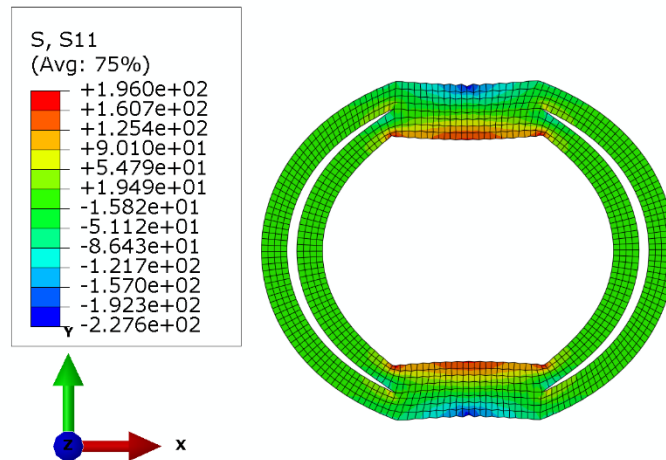 S, S11
(Avg: 75%)
+1.960e+02
+1.607e+02
+1.254e+02
+9.010e+01
+5.479e+01
+1.949e+01
-1.582e+01
-5.112e+01
-8.643e+01
-1.217e+02
-1.570e+02
-1.923e+02
-2.276e+02
Y
Z
X